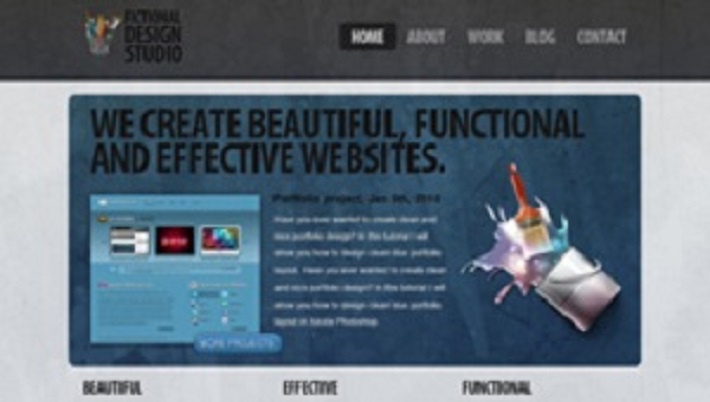 FICTIONAL
DESIGN
STUDIO
HOME ABOUT WORK BLOG CONTACT
WE CREATE BEAUTIFUL, FUNCTIONAL
AND EFFECTIVE WEBSITES.
Portfolio project, Jan 5th, 2010
Have you ever wanted to create clean and
nice portfolio design? In this tutorial I will
show you how to design clean blue portfolio
layout. Have you ever wanted to create clean
and nice portfolio design? In this tutorial I will
show you how to design clean blue portfolio
layout in Adobe Photoshop.
MORE PROJECTS
BEAUTIFUL EFFECTIVE FUNCTIONAL